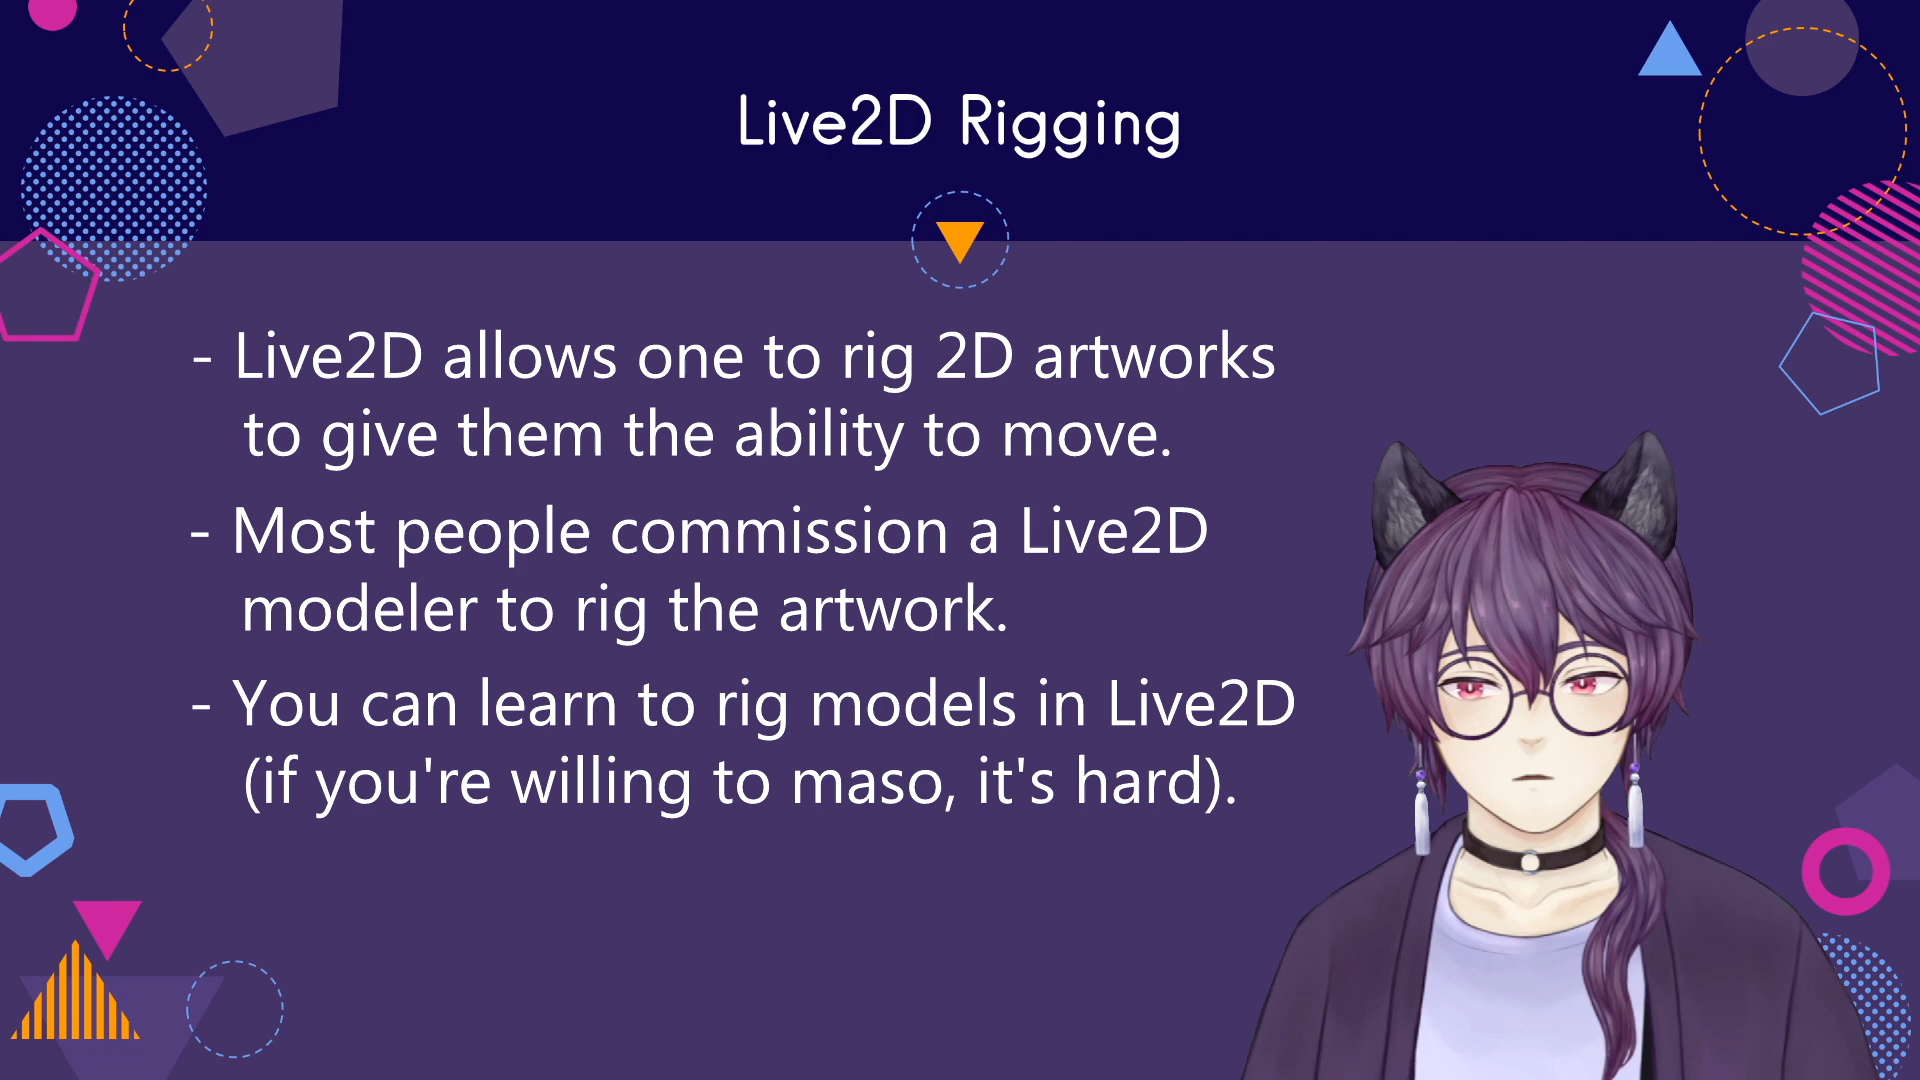 Live2D Rigging
- Live2D allows one to rig 2D artworks
to give them the ability to move.
- Most people commission a Live2D
modeler to rig the artwork.
- You can learn to rig models in Live2D
(if you're willing to maso, it's hard).